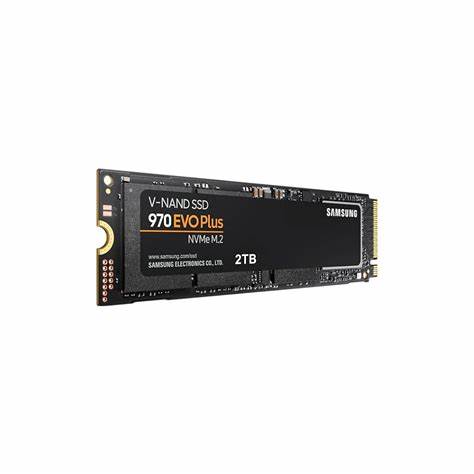 V-NAND SSD
970 EVO Plus
NVMe M.2
www.samsung.com/ssd
SAMSUNG ELECTRONICS CO., LTD.
SAMSUNG
2TB